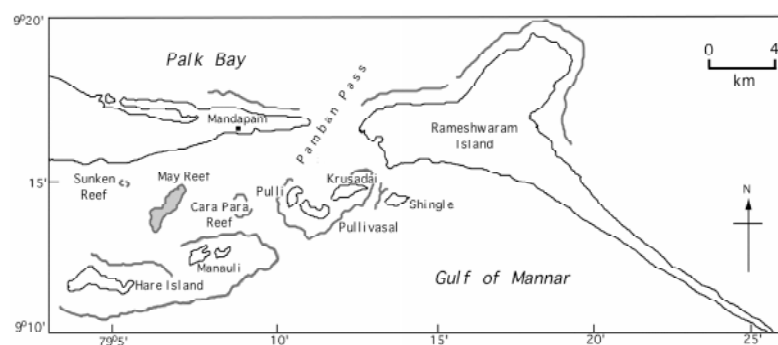 9°20'
Palk Bay
0 4
km
Pamban Pass
Mandapam
Rameshwaram
Island
Sunken
Reef
May Reef
15'
Pulli
Krusadai
Cara Para
Reef
Shingle
Pullivasal
N
Manauli
Hare Island
Gulf of Mannar
9°10'
79°5'
10'
15'
20'
25'